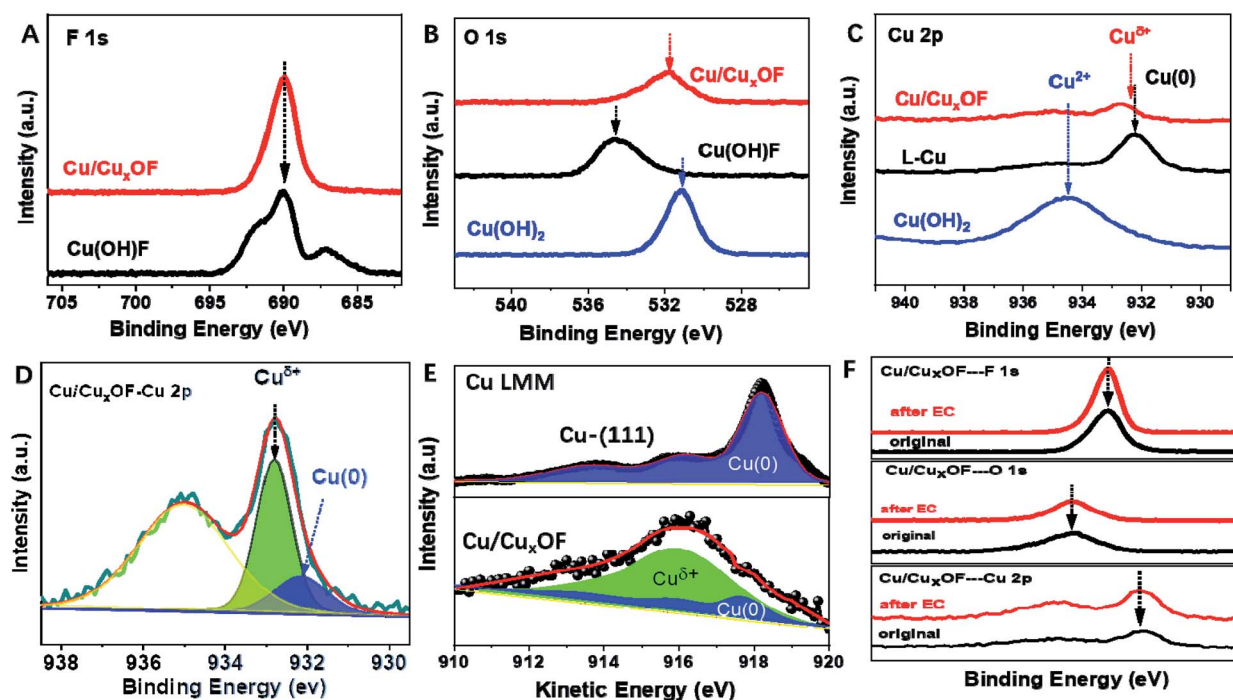 A
F 1s
Cu/CuxOF
Cu(OH)F
Intensity (a.u.)
705 700 695 690 685
Binding Energy (eV)
B
O 1s
Cu/CuxOF
Cu(OH)F
Cu(OH)2
Intensity (a.u.)
540 534 531 528
Binding Energy (eV)
C
Cu 2p
Cuδ+
Cu2+
Cu(0)
Cu/CuxOF
L-Cu
Cu(OH)2
Intensity (a.u.)
940 936 934 932 930
Binding Energy (ev)
D
Cu/CuxOF-Cu 2p
Cuδ+
Cu(0)
Intensity (a.u.)
938 935 934 933 932 930
Binding Energy (ev)
E
Cu LMM
Cu-(111)
Cu(0)
Cu/CuxOF
Cuδ+
Cu(0)
Intensity (a.u)
910 912 914 916 918 920
Kinetic Energy (eV)
F
Cu/CuxOF---F 1s
after EC
original
Cu/CuxOF---O 1s
after EC
original
Cu/CuxOF---Cu 2p
after EC
original
Intensity (a.u.)
Binding Energy (eV)